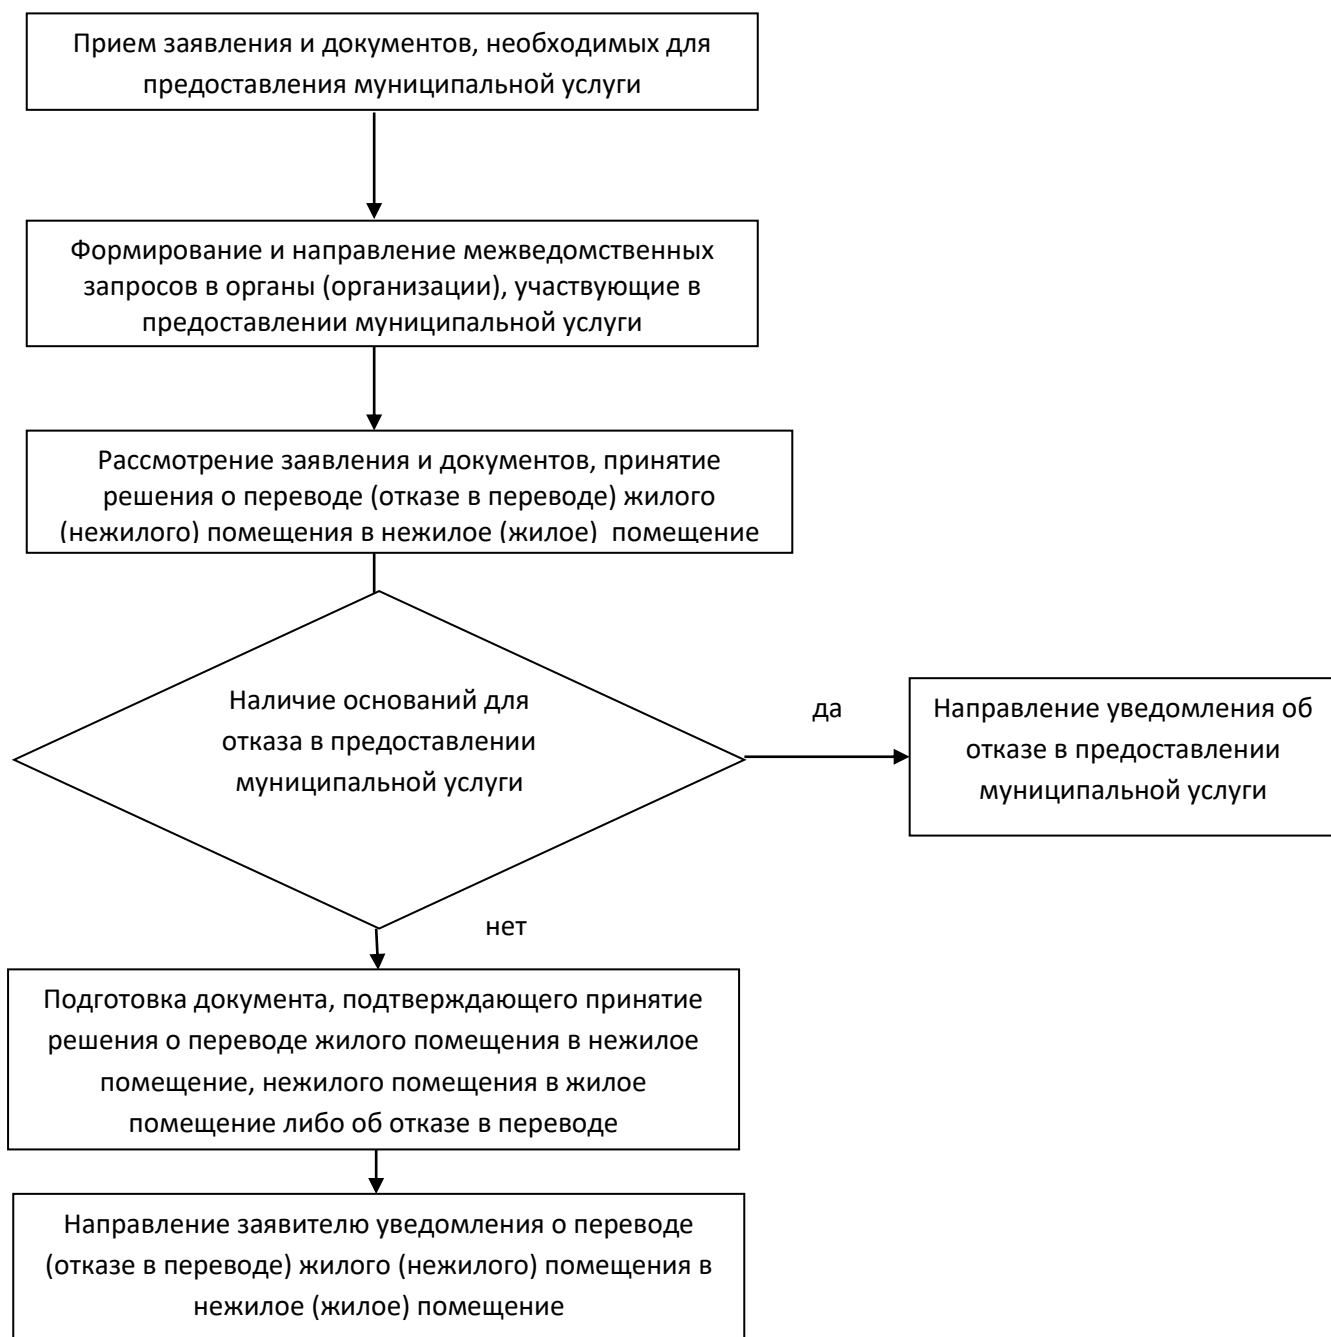 Прием заявления и документов, необходимых для
предоставления муниципальной услуги
Формирование и направление межведомственных
запросов в органы (организации), участвующие в
предоставлении муниципальной услуги
Рассмотрение заявления и документов, принятие
решения о переводе (отказе в переводе) жилого
(нежилого) помещения в нежилое (жилое) помещение
Наличие оснований для
отказа в предоставлении
муниципальной услуги
да
Направление уведомления об
отказе в предоставлении
муниципальной услуги
нет
Подготовка документа, подтверждающего принятие
решения о переводе жилого помещения в нежилое
помещение, нежилого помещения в жилое
помещение либо об отказе в переводе
Направление заявителю уведомления о переводе
(отказе в переводе) жилого (нежилого) помещения в
нежилое (жилое) помещение